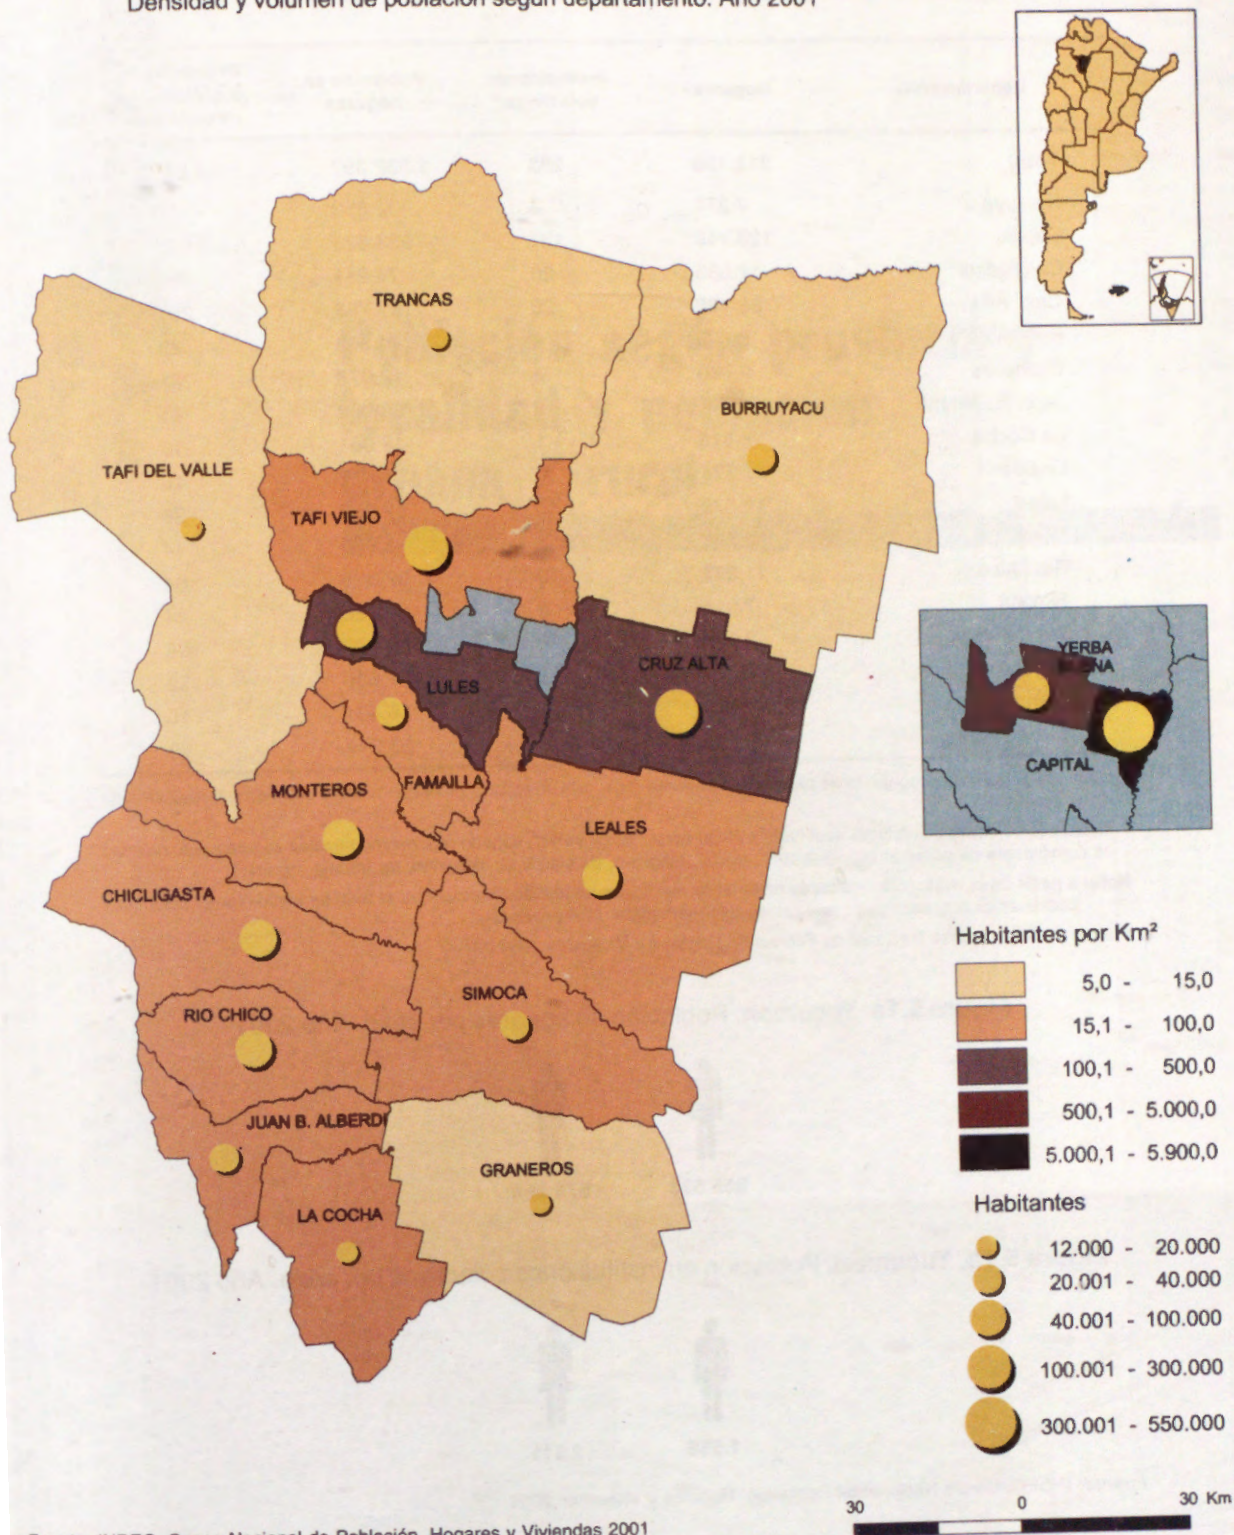 Densidad y volumen de población según departamento. Año 2001
TRANCAS
BURRUYACU
TAFI DEL VALLE
TAFI VIEJO
CRUZ ALTA
LULES
YERBA
CAPITAL
MONTEROS
FAMAILLA
LEALES
CHICLIGASTA
SIMOCA
RIO CHICO
JUAN B. ALBERDI
GRANEROS
LA COCHA
Habitantes por Km²
5,0 - 15,0
15,1 - 100,0
100,1 - 500,0
500,1 - 5.000,0
5.000,1 - 5.900,0
Habitantes
12.000 - 20.000
20.001 - 40.000
40.001 - 100.000
100.001 - 300.000
300.001 - 550.000
30 0 30 Km
Nacional de Población, Hogares y Viviendas 2001